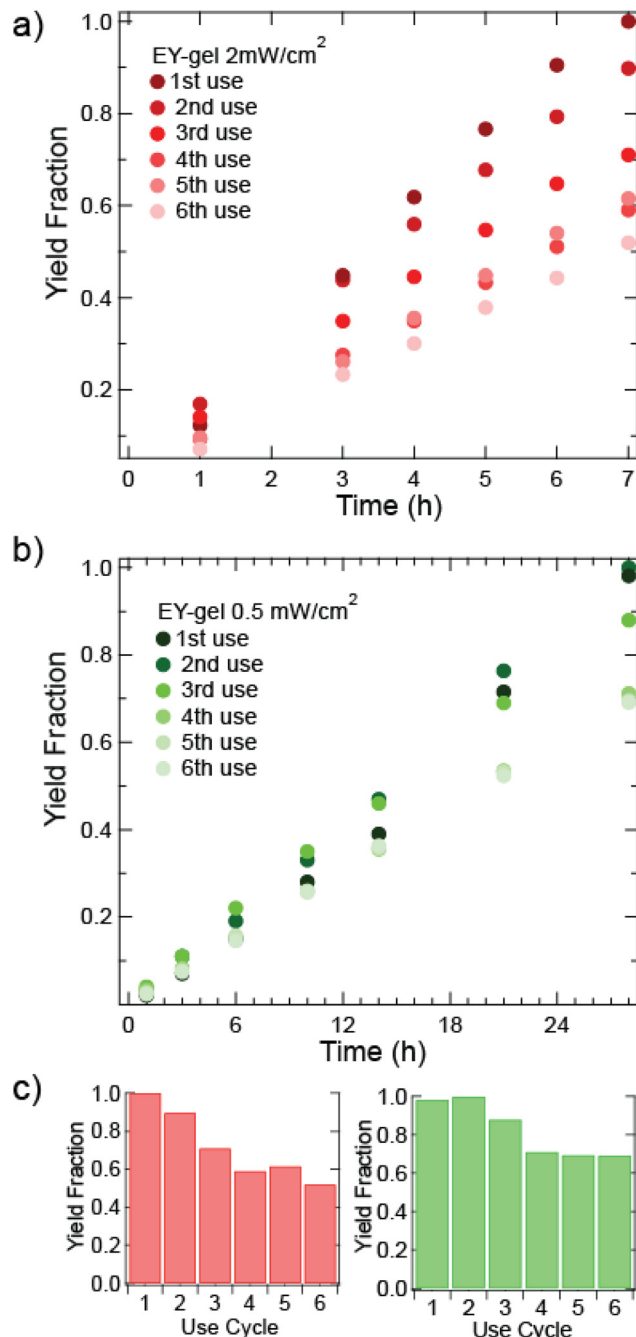 a)
1.0
0.8
0.6
0.4
0.2
Yield Fraction
EY-gel 2mW/cm²
1st use
2nd use
3rd use
4th use
5th use
6th use
0 1 2 3 4 5 6 7
Time (h)
b)
1.0
0.8
0.6
0.4
0.2
Yield Fraction
EY-gel 0.5 mW/cm²
1st use
2nd use
3rd use
4th use
5th use
6th use
0 6 12 18 24
Time (h)
c)
1.0
0.8
0.6
0.4
0.2
0.0
Yield Fraction
1 2 3 4 5 6
Use Cycle
1.0
0.8
0.6
0.4
0.2
0.0
Yield Fraction
1 2 3 4 5 6
Use Cycle